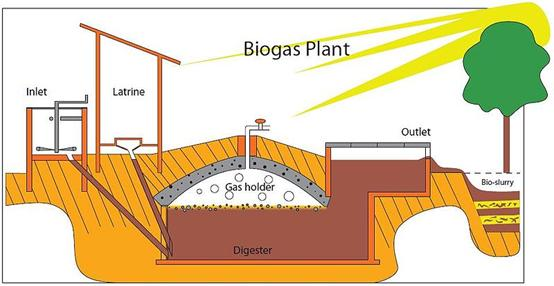 Biogas Plant
Inlet
Latrine
Outlet
Gas holder
Bio-slurry
Digester